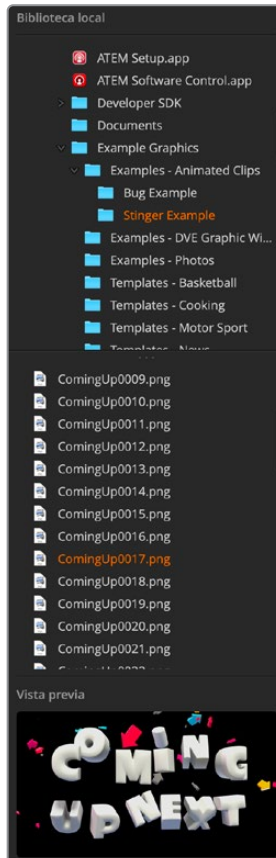 Biblioteca local
ATEM Setup.app
ATEM Software Control.app
Developer SDK
Documents
Example Graphics
Examples - Animated Clips
Bug Example
Stinger Example
Examples - DVE Graphic Wi...
Examples - Photos
Templates - Basketball
Templates - Cooking
Templates - Motor Sport
Templates - News
ComingUp0009.png
ComingUp0010.png
ComingUp0011.png
ComingUp0012.png
ComingUp0013.png
ComingUp0014.png
ComingUp0015.png
ComingUp0016.png
ComingUp0017.png
ComingUp0018.png
ComingUp0019.png
ComingUp0020.png
ComingUp0021.png
Vista previa
COMING
UP NEXT